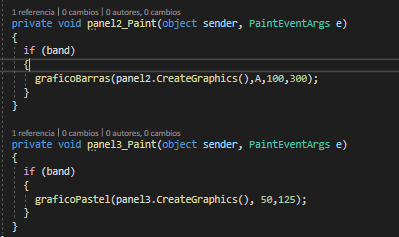 1 referencia | 0 cambios | 0 autores, 0 cambios
private void panel2_Paint(object sender, PaintEventArgs e)
{
if (band)
{
graficoBarras(panel2.CreateGraphics(),A,100,300);
}
}
1 referencia | 0 cambios | 0 autores, 0 cambios
private void panel3_Paint(object sender, PaintEventArgs e)
{
if (band)
{
graficoPastel(panel3.CreateGraphics(), 50,125);
}
}